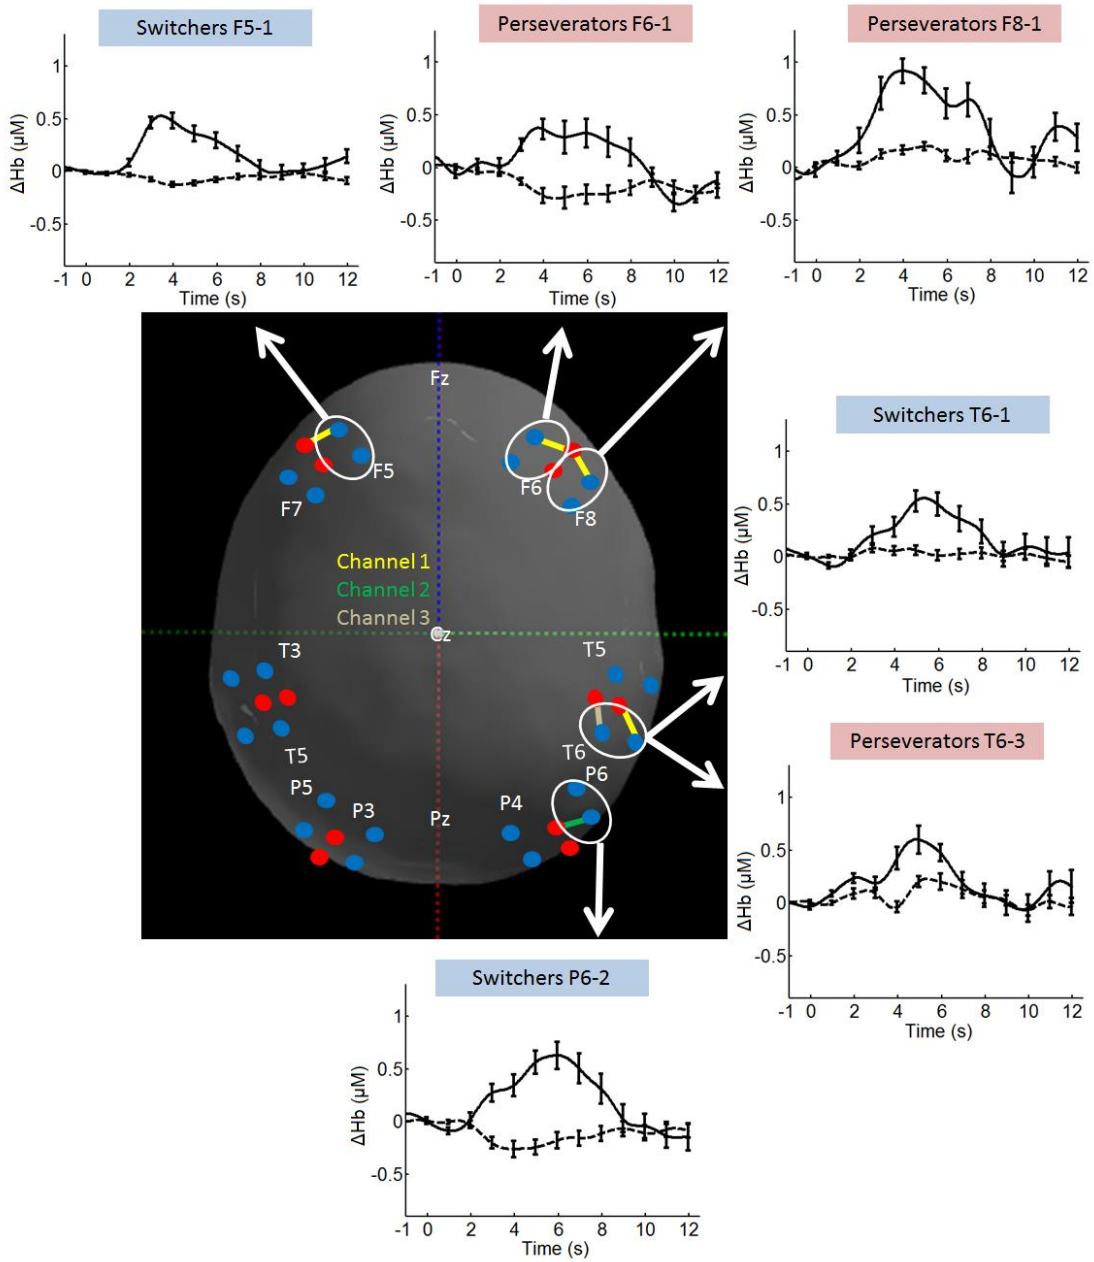 Switchers F5-1
Perseverators F6-1
Perseverators F8-1
1
0.5
0
-0.5
ΔHb (μM)
-1 0 2 4 6 8 10 12
Time (s)
1
0.5
0
-0.5
ΔHb (μM)
-1 0 2 4 6 8 10 12
Time (s)
1
0.5
0
-0.5
ΔHb (μM)
-1 0 2 4 6 8 10 12
Time (s)
Fz
F5
F7
F6
F8
Channel 1
Channel 2
Channel 3
Cz
T3
T5
T5
T6
P5
P3
Pz
P4
P6
Switchers T6-1
1
0.5
0
-0.5
ΔHb (μM)
-1 0 2 4 6 8 10 12
Time (s)
Perseverators T6-3
1
0.5
0
-0.5
ΔHb (μM)
-1 0 2 4 6 8 10 12
Time (s)
Switchers P6-2
1
0.5
0
-0.5
ΔHb (μM)
-1 0 2 4 6 8 10 12
Time (s)